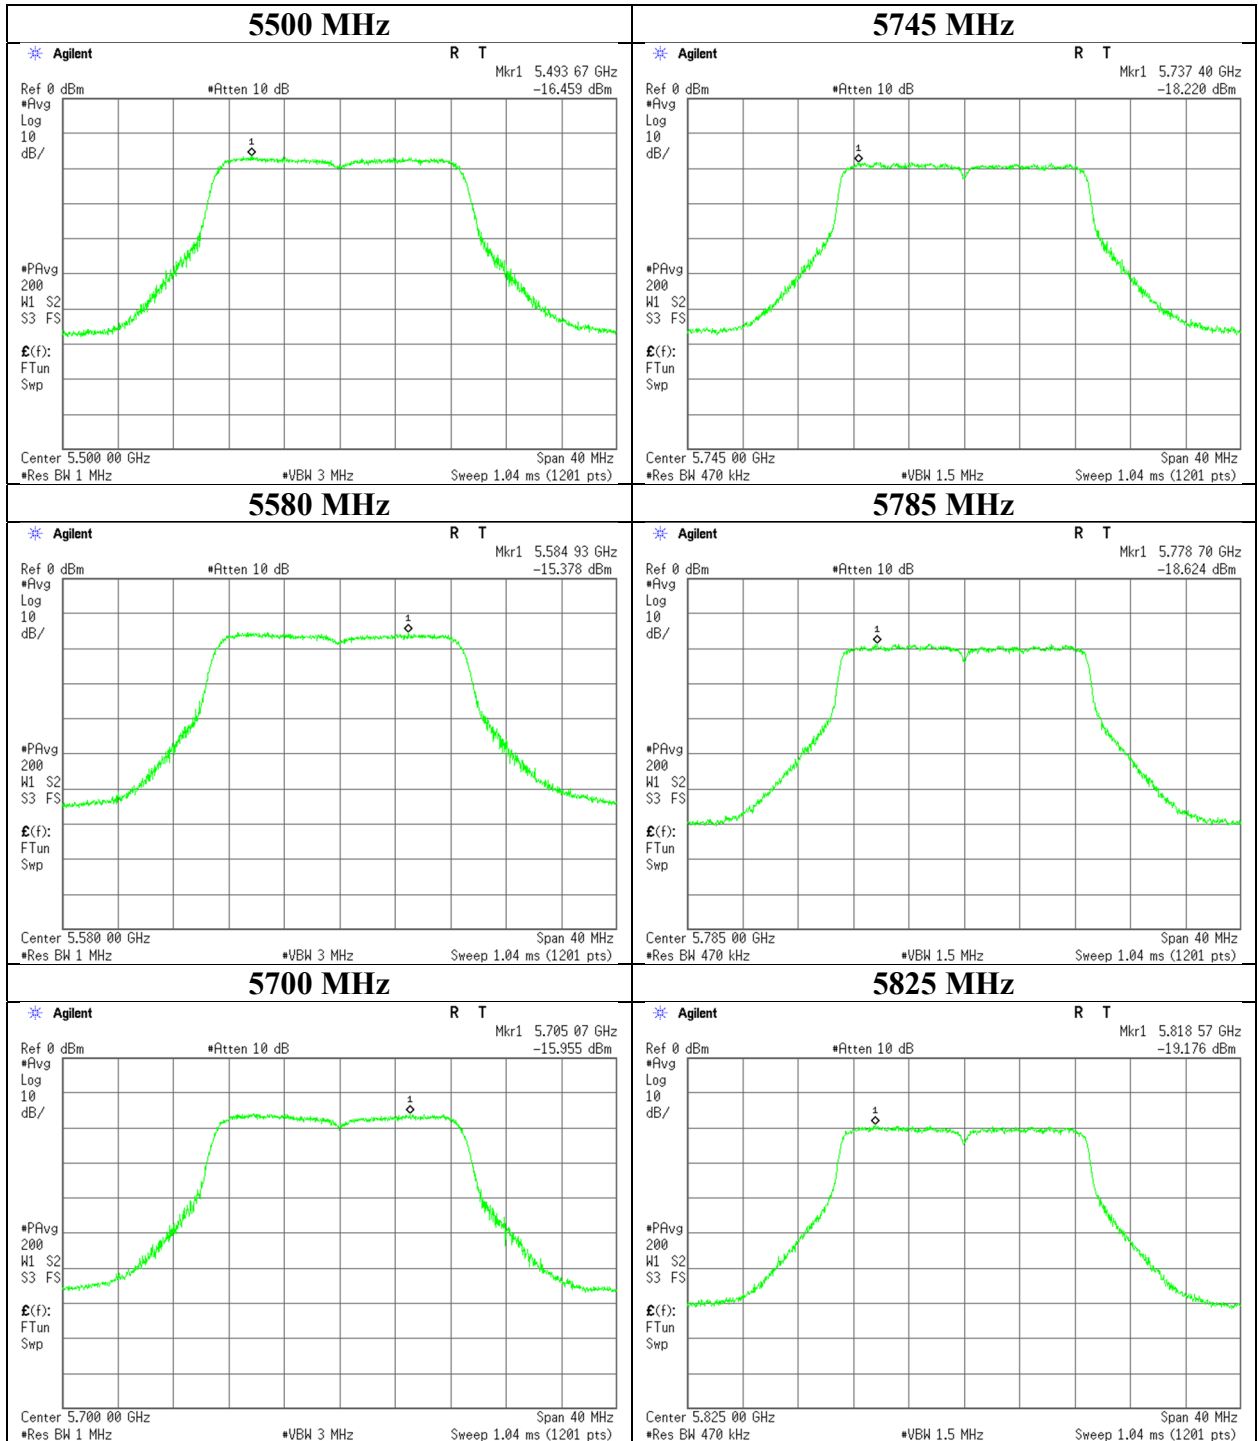 5500 MHz
Agilent
R T
Mkr1 5.493 67 GHz
Ref 0 dBm
#Atten 10 dB
-16.459 dBm
#Avg
Log
10
dB/
1
#PAvg
200
W1 S2
S3 FS
£(f):
FTun
Swp
Center 5.500 00 GHz
Span 40 MHz
#Res BW 1 MHz
#VBW 3 MHz
Sweep 1.04 ms (1201 pts)
5745 MHz
Agilent
R T
Mkr1 5.737 40 GHz
Ref 0 dBm
#Atten 10 dB
-18.220 dBm
#Avg
Log
10
dB/
1
#PAvg
200
W1 S2
S3 FS
£(f):
FTun
Swp
Center 5.745 00 GHz
Span 40 MHz
#Res BW 470 kHz
#VBW 1.5 MHz
Sweep 1.04 ms (1201 pts)
5580 MHz
Agilent
R T
Mkr1 5.584 93 GHz
Ref 0 dBm
#Atten 10 dB
-15.378 dBm
#Avg
Log
10
dB/
1
#PAvg
200
W1 S2
S3 FS
£(f):
FTun
Swp
Center 5.580 00 GHz
Span 40 MHz
#Res BW 1 MHz
#VBW 3 MHz
Sweep 1.04 ms (1201 pts)
5785 MHz
Agilent
R T
Mkr1 5.778 70 GHz
Ref 0 dBm
#Atten 10 dB
-18.624 dBm
#Avg
Log
10
dB/
1
#PAvg
200
W1 S2
S3 FS
£(f):
FTun
Swp
Center 5.785 00 GHz
Span 40 MHz
#Res BW 470 kHz
#VBW 1.5 MHz
Sweep 1.04 ms (1201 pts)
5700 MHz
Agilent
R T
Mkr1 5.705 07 GHz
Ref 0 dBm
#Atten 10 dB
-15.955 dBm
#Avg
Log
10
dB/
1
#PAvg
200
W1 S2
S3 FS
£(f):
FTun
Swp
Center 5.700 00 GHz
Span 40 MHz
#Res BW 1 MHz
#VBW 3 MHz
Sweep 1.04 ms (1201 pts)
5825 MHz
Agilent
R T
Mkr1 5.818 57 GHz
Ref 0 dBm
#Atten 10 dB
-19.176 dBm
#Avg
Log
10
dB/
1
#PAvg
200
W1 S2
S3 FS
£(f):
FTun
Swp
Center 5.825 00 GHz
Span 40 MHz
#Res BW 470 kHz
#VBW 1.5 MHz
Sweep 1.04 ms (1201 pts)